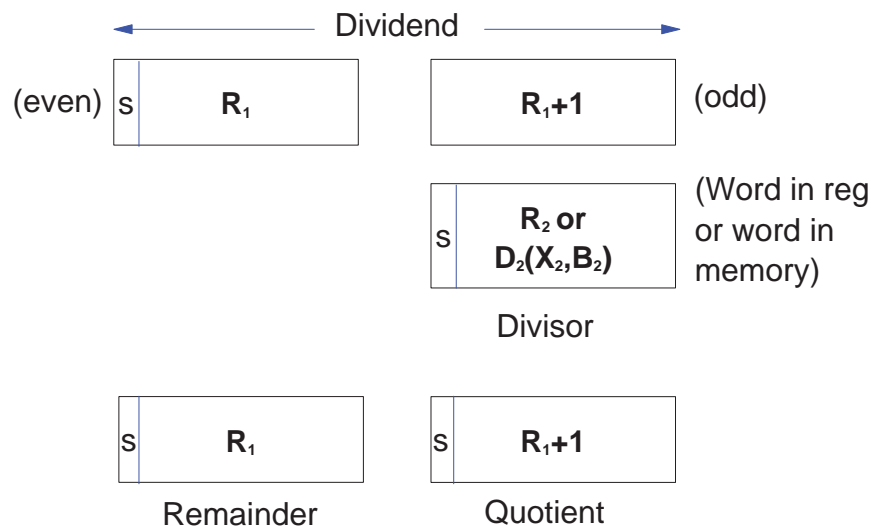 Dividend
(even) s R₁ R₁+1 (odd)
s R₂ or
D₂(X₂,B₂)
(Word in reg
or word in
memory)
Divisor
s R₁ s R₁+1
Remainder Quotient